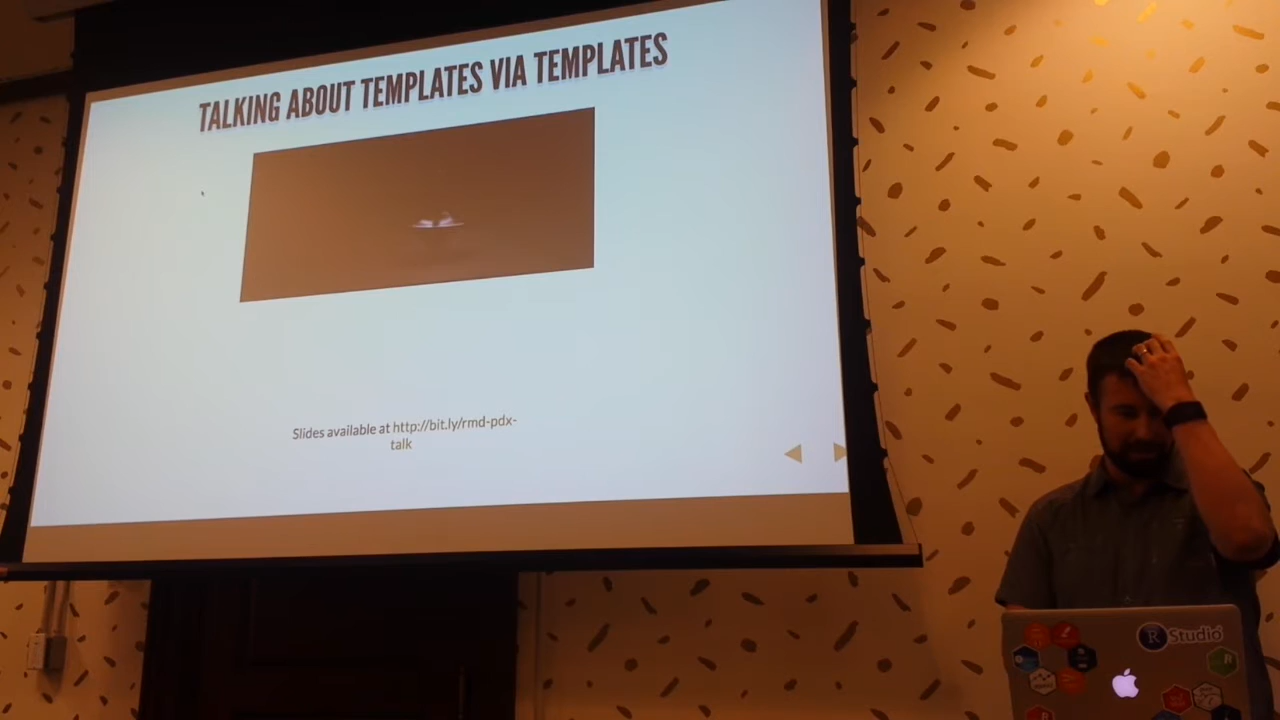 TALKING ABOUT TEMPLATES VIA TEMPLATES
Slides available at http://bit.ly/rmd-pdx-
talk
R Studio